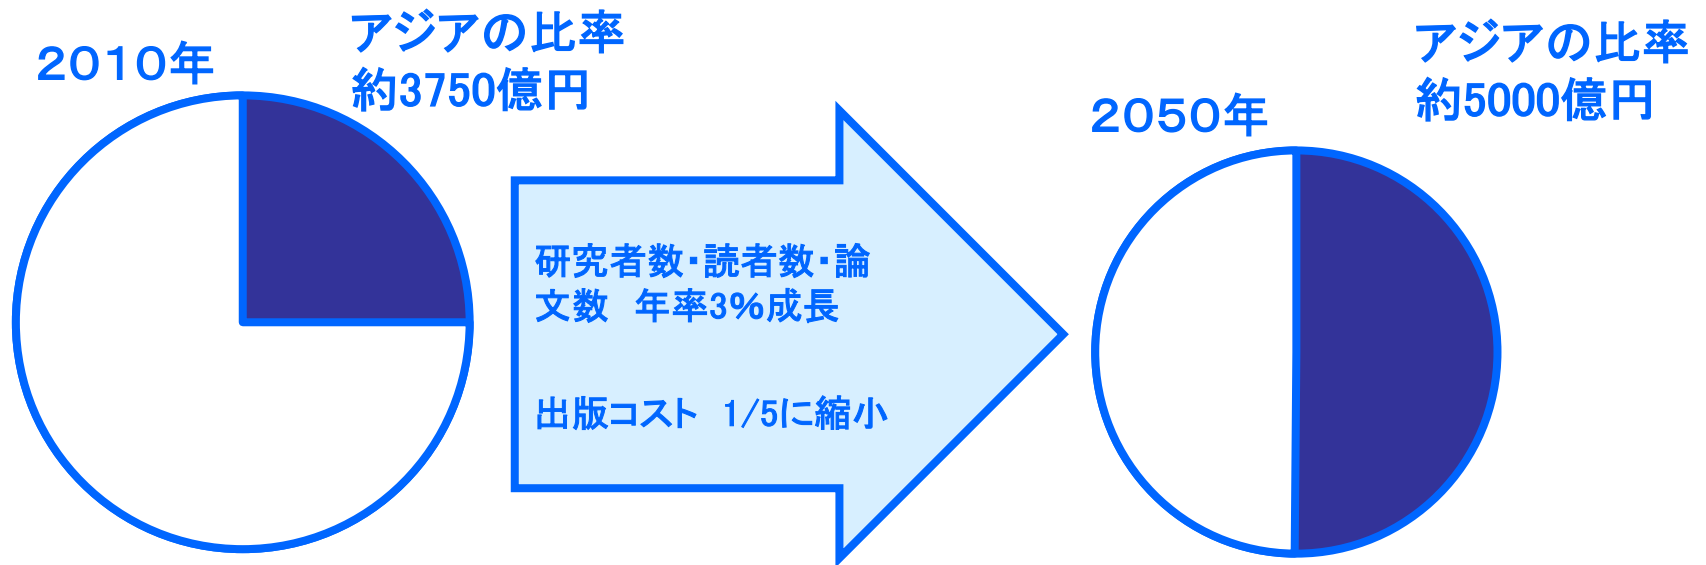 2010年
アジアの比率
約3750億円
研究者数・読者数・論
文数　年率3%成長
出版コスト　1/5に縮小
2050年
アジアの比率
約5000億円